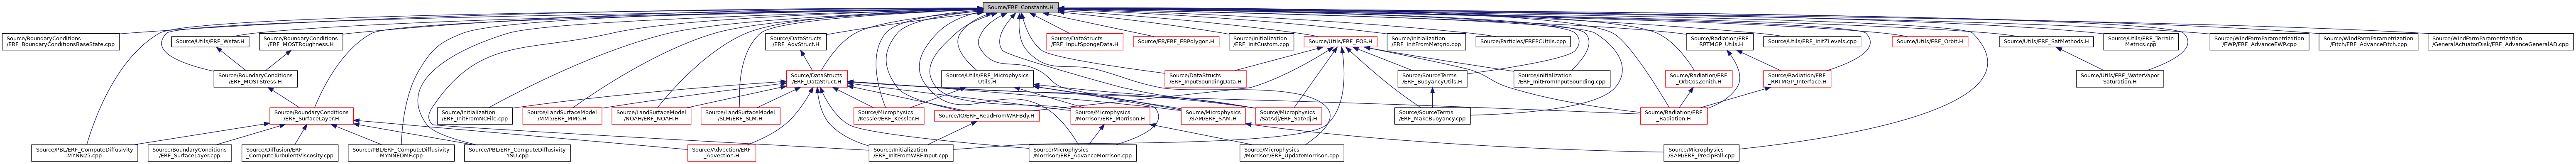 Source/ERF_Constants.H
Source/BoundaryConditions
/ERF_BoundaryConditionsBaseState.cpp
Source/Utils/ERF_Wstar.H
Source/BoundaryConditions
/ERF_MOSTRoughness.H
Source/DataStructs
/ERF_AdvStruct.H
Source/DataStructs
/ERF_InputSpongeData.H
Source/EB/ERF_EBPolygon.H
Source/Initialization
/ERF_InitCustom.cpp
Source/Utils/ERF_EOS.H
Source/Initialization
/ERF_InitFromMetgrid.cpp
Source/Particles/ERFPCUtils.cpp
Source/Radiation/ERF
_RRTMGP_Utils.H
Source/Utils/ERF_InitZLevels.cpp
Source/Utils/ERF_Orbit.H
Source/Utils/ERF_SatMethods.H
Source/Utils/ERF_Terrain
Metrics.cpp
Source/WindFarmParametrization
/EWP/ERF_AdvanceEWP.cpp
Source/WindFarmParametrization
/Fitch/ERF_AdvanceFitch.cpp
Source/WindFarmParametrization
/GeneralActuatorDisk/ERF_AdvanceGeneralAD.cpp
Source/BoundaryConditions
/ERF_MOSTStress.H
Source/DataStructs
/ERF_DataStruct.H
Source/Utils/ERF_Microphysics
Utils.H
Source/DataStructs
/ERF_InputSoundingData.H
Source/SourceTerms
/ERF_BuoyancyUtils.H
Source/Initialization
/ERF_InitFromInputSounding.cpp
Source/Radiation/ERF
_OrbCosZenith.H
Source/Radiation/ERF
_RRTMGP_Interface.H
Source/Utils/ERF_WaterVapor
Saturation.H
Source/BoundaryConditions
/ERF_SurfaceLayer.H
Source/Initialization
/ERF_InitFromNCFile.cpp
Source/LandSurfaceModel
/MM5/ERF_MM5.H
Source/LandSurfaceModel
/NOAH/ERF_NOAH.H
Source/LandSurfaceModel
/SLM/ERF_SLM.H
Source/Microphysics
/Kessler/ERF_Kessler.H
Source/IO/ERF_ReadFromWRFBdy.H
Source/Microphysics
/Morrison/ERF_Morrison.H
Source/Microphysics
/SAM/ERF_SAM.H
Source/Microphysics
/SatAdj/ERF_SatAdj.H
Source/SourceTerms
/ERF_MakeBuoyancy.cpp
Source/Radiation/ERF
_Radiation.H
Source/PBL/ERF_ComputeDiffusivity
MYNN25.cpp
Source/BoundaryConditions
/ERF_SurfaceLayer.cpp
Source/Diffusion/ERF
_ComputeTurbulentViscosity.cpp
Source/PBL/ERF_ComputeDiffusivity
MYNNEDMF.cpp
Source/PBL/ERF_ComputeDiffusivity
YSU.cpp
Source/Advection/ERF
_Advection.H
Source/Initialization
/ERF_InitFromWRFInput.cpp
Source/Microphysics
/Morrison/ERF_AdvanceMorrison.cpp
Source/Microphysics
/Morrison/ERF_UpdateMorrison.cpp
Source/Microphysics
/SAM/ERF_PrecipFall.cpp